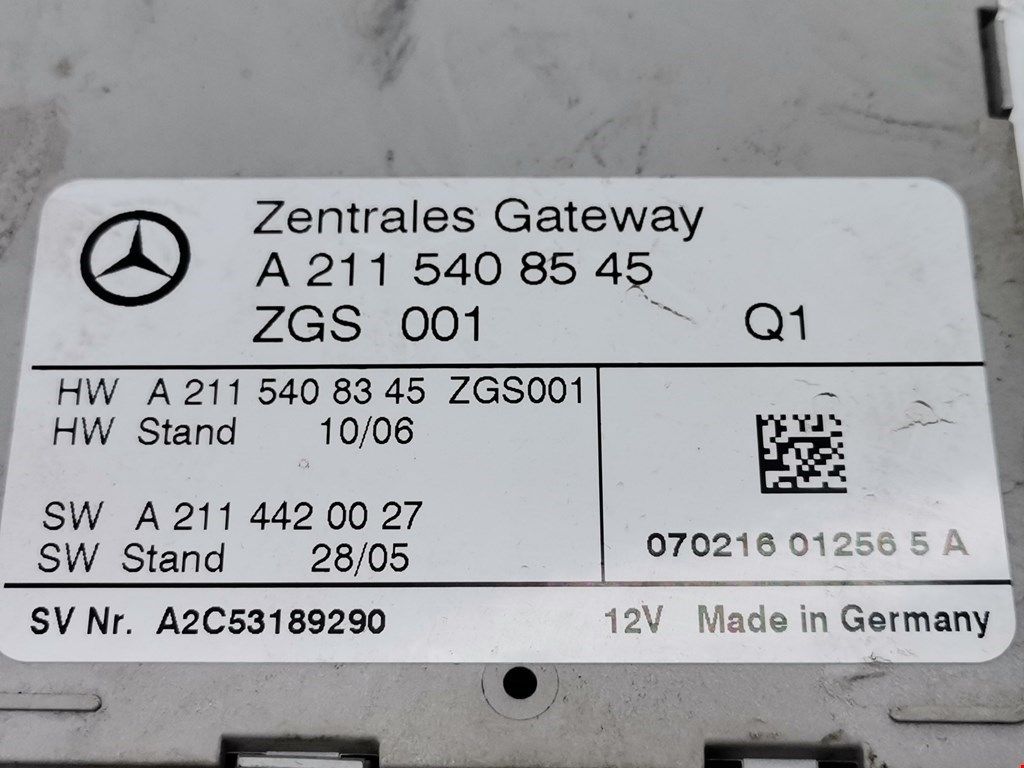 Zentrales Gateway
A 211 540 85 45
ZGS 001 Q1
HW A 211 540 83 45 ZGS001
HW Stand 10/06
SW A 211 442 00 27
SW Stand 28/05
070216 01256 5 A
SV Nr. A2C53189290 12V Made in Germany